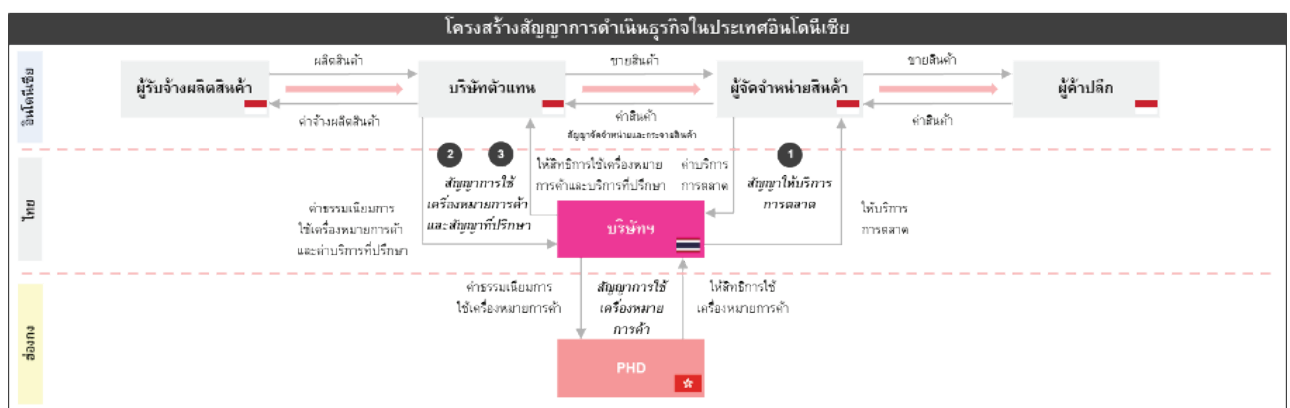 โครงสร้างสัญญาการดำเนินธุรกิจในประเทศอินโดนีเซีย
อินโดนีเซีย
ผู้รับจ้างผลิตสินค้า
ผลิตสินค้า
ค่าจ้างผลิตสินค้า
บริษัทตัวแทน
ขายสินค้า
ค่าสินค้า
สัญญาจัดจำหน่ายและกระจายสินค้า
ผู้จัดจำหน่ายสินค้า
ขายสินค้า
ค่าสินค้า
ผู้ค้าปลีก
ไทย
ค่าธรรมเนียมการ
ใช้เครื่องหมายการค้า
และค่าบริการที่ปรึกษา
2 3
สัญญาการใช้
เครื่องหมายการค้า
และสัญญาที่ปรึกษา
ให้สิทธิการใช้เครื่องหมาย
การค้าและบริการที่ปรึกษา
ค่าบริการ
การตลาด
1
สัญญาให้บริการ
การตลาด
ให้บริการ
การตลาด
บริษัทฯ
ฮ่องกง
ค่าธรรมเนียมการ
ใช้เครื่องหมายการค้า
สัญญาการใช้
เครื่องหมาย
การค้า
ให้สิทธิการใช้
เครื่องหมายการค้า
PHD